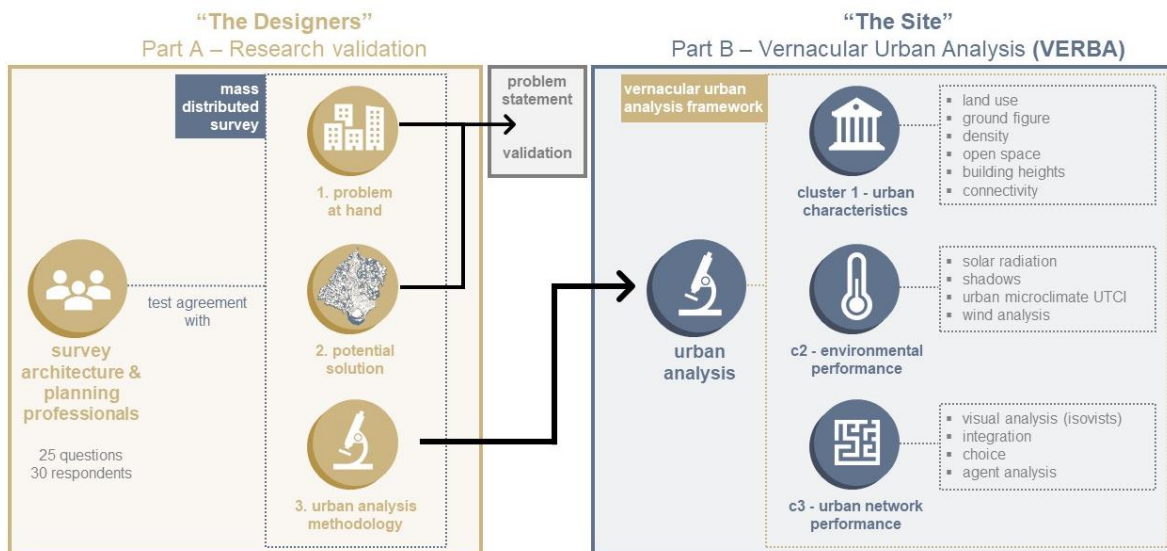 “The Designers”
Part A – Research validation
mass
distributed
survey
1. problem
at hand
problem
statement
validation
test agreement
with
2. potential
solution
survey
architecture &
planning
professionals
25 questions
30 respondents
3. urban analysis
methodology
“The Site”
Part B – Vernacular Urban Analysis (VERBA)
vernacular urban
analysis framework
urban
analysis
cluster 1 - urban
characteristics
▪ land use
▪ ground figure
▪ density
▪ open space
▪ building heights
▪ connectivity
c2 - environmental
performance
▪ solar radiation
▪ shadows
▪ urban microclimate UTCI
▪ wind analysis
c3 - urban network
performance
▪ visual analysis (isovists)
▪ integration
▪ choice
▪ agent analysis